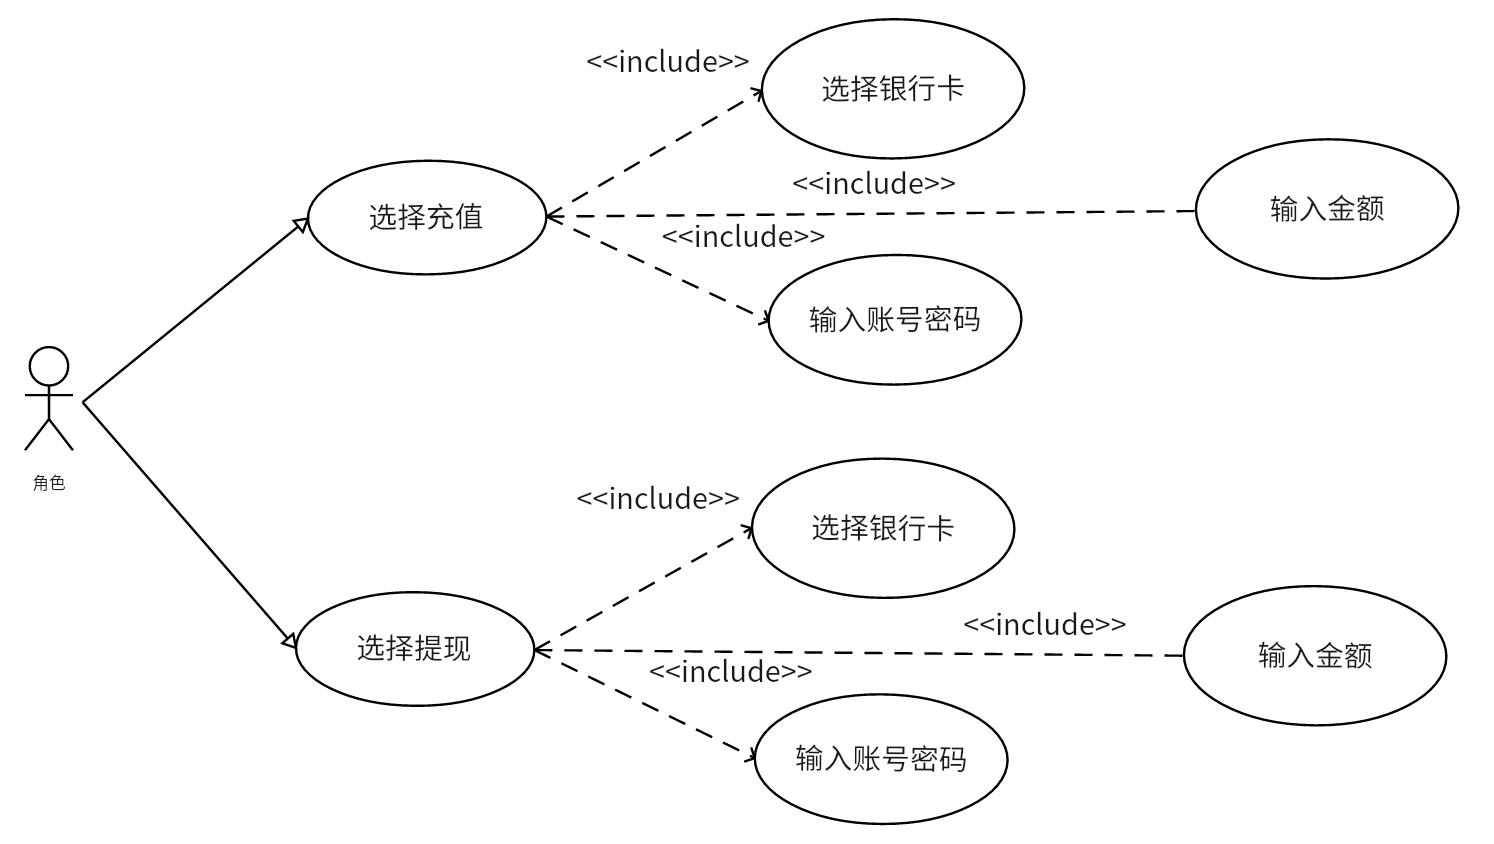 <<include>>
选择银行卡
<<include>>
输入金额
选择充值
<<include>>
输入账号密码
角色
<<include>>
选择银行卡
<<include>>
输入金额
选择提现
<<include>>
输入账号密码